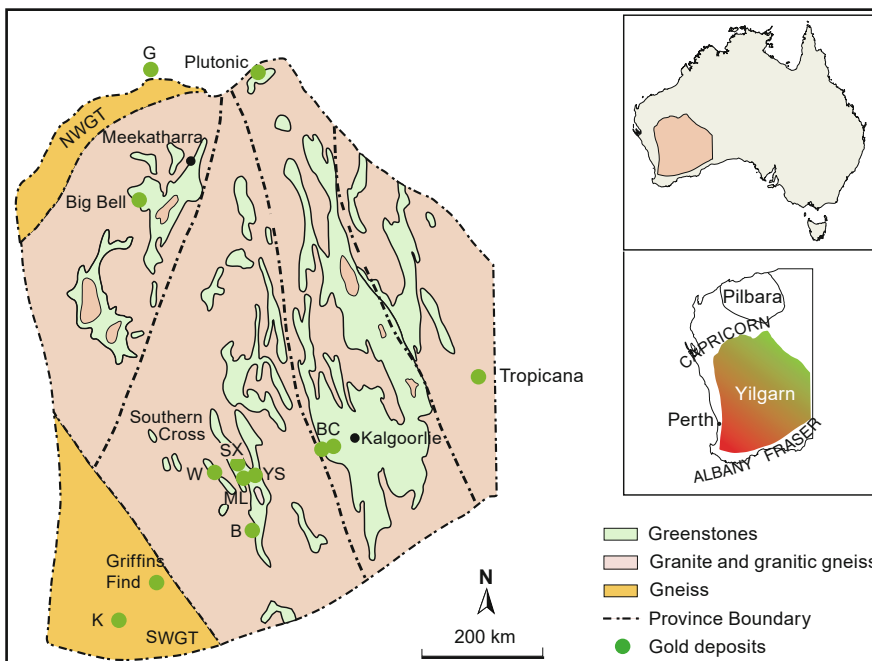 G
Plutonic
NWGT
Meekatharra
Big Bell
Tropicana
Southern
Cross
BC
Kalgoorlie
SX
W
YS
ML
B
Griffins
Find
K
SWGT
N
200 km
Pilbara
CAPRICORN
Yilgarn
Perth
ALBANY FRASER
Greenstones
Granite and granitic gneiss
Gneiss
Province Boundary
Gold deposits